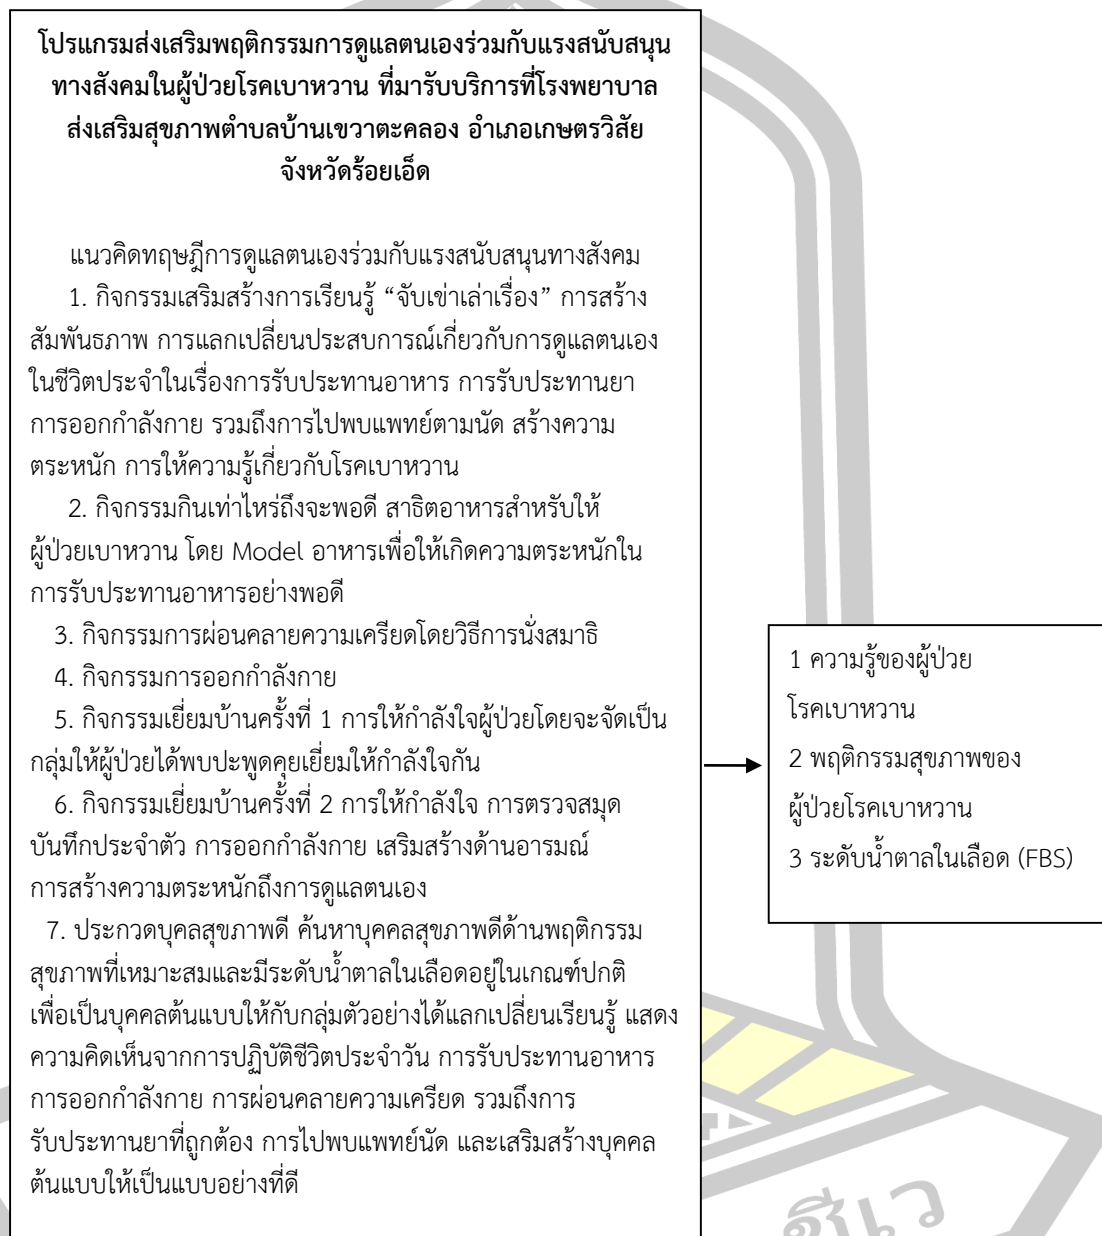 โปรแกรมส่งเสริมพฤติกรรมการดูแลตนเองร่วมกับแรงสนับสนุน
ทางสังคมในผู้ป่วยโรคเบาหวาน ที่มารับบริการที่โรงพยาบาล
ส่งเสริมสุขภาพตำบลบ้านเขวาตะคลอง อำเภอเกษตรวิสัย
จังหวัดร้อยเอ็ด
แนวคิดทฤษฎีการดูแลตนเองร่วมกับแรงสนับสนุนทางสังคม
1. กิจกรรมเสริมสร้างการเรียนรู้ “จับเข่าเล่าเรื่อง” การสร้าง
สัมพันธภาพ การแลกเปลี่ยนประสบการณ์เกี่ยวกับการดูแลตนเอง
ในชีวิตประจำในเรื่องการรับประทานอาหาร การรับประทานยา
การออกกำลังกาย รวมถึงการไปพบแพทย์ตามนัด สร้างความ
ตระหนัก การให้ความรู้เกี่ยวกับโรคเบาหวาน
2. กิจกรรมกินเท่าไหร่ถึงจะพอดี สาธิตอาหารสำหรับให้
ผู้ป่วยเบาหวาน โดย Model อาหารเพื่อให้เกิดความตระหนักใน
การรับประทานอาหารอย่างพอดี
3. กิจกรรมการผ่อนคลายความเครียดโดยวิธีการนั่งสมาธิ
4. กิจกรรมการออกกำลังกาย
5. กิจกรรมเยี่ยมบ้านครั้งที่ 1 การให้กำลังใจผู้ป่วยโดยจะจัดเป็น
กลุ่มให้ผู้ป่วยได้พบปะพูดคุยเยี่ยมให้กำลังใจกัน
6. กิจกรรมเยี่ยมบ้านครั้งที่ 2 การให้กำลังใจ การตรวจสมุด
บันทึกประจำตัว การออกกำลังกาย เสริมสร้างด้านอารมณ์
การสร้างความตระหนักถึงการดูแลตนเอง
7. ประกวดบุคลสุขภาพดี ค้นหาบุคคลสุขภาพดีด้านพฤติกรรม
สุขภาพที่เหมาะสมและมีระดับน้ำตาลในเลือดอยู่ในเกณฑ์ปกติ
เพื่อเป็นบุคคลต้นแบบให้กับกลุ่มตัวอย่างได้แลกเปลี่ยนเรียนรู้ แสดง
ความคิดเห็นจากการปฏิบัติชีวิตประจำวัน การรับประทานอาหาร
การออกกำลังกาย การผ่อนคลายความเครียด รวมถึงการ
รับประทานยาที่ถูกต้อง การไปพบแพทย์นัด และเสริมสร้างบุคคล
ต้นแบบให้เป็นแบบอย่างที่ดี
1 ความรู้ของผู้ป่วย
โรคเบาหวาน
2 พฤติกรรมสุขภาพของ
ผู้ป่วยโรคเบาหวาน
3 ระดับน้ำตาลในเลือด (FBS)